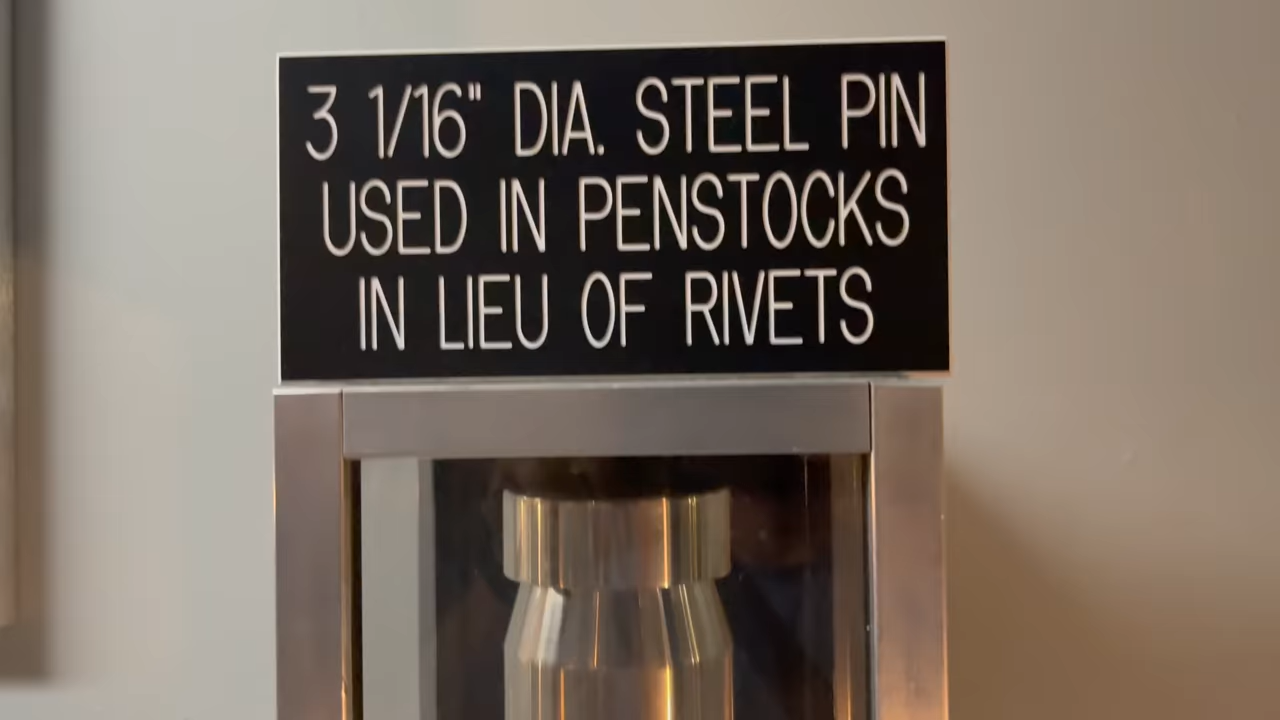 3 1/16" DIA. STEEL PIN
USED IN PENSTOCKS
IN LIEU OF RIVETS